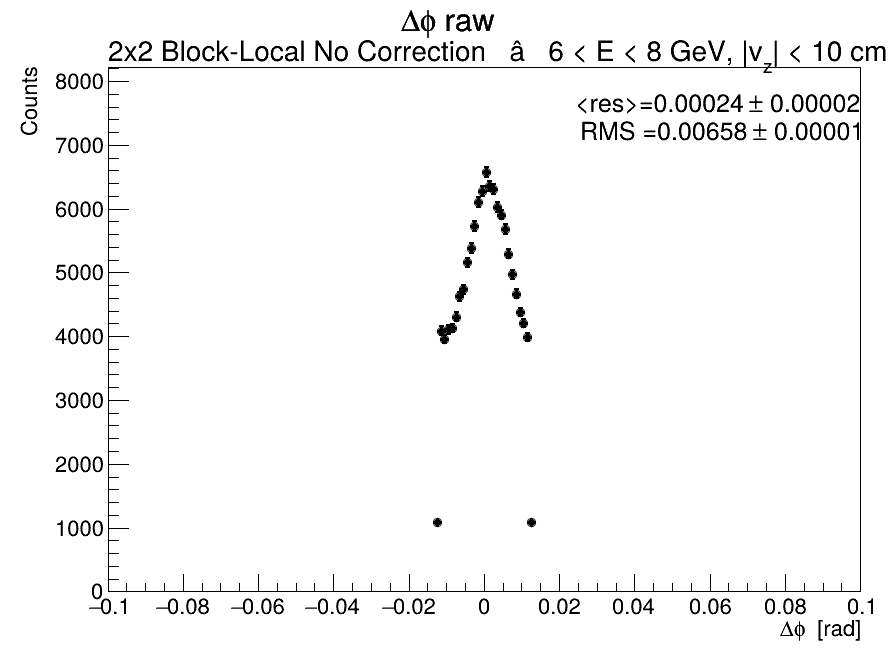 Δϕ raw
2x2 Block-Local No Correction â 6 < E < 8 GeV, |v_z| < 10 cm
<res>=0.00024 ± 0.00002
RMS =0.00658 ± 0.00001
Counts
8000
7000
6000
5000
4000
3000
2000
1000
0
−0.1 −0.08 −0.06 −0.04 −0.02 0 0.02 0.04 0.06 0.08 0.1
Δϕ [rad]